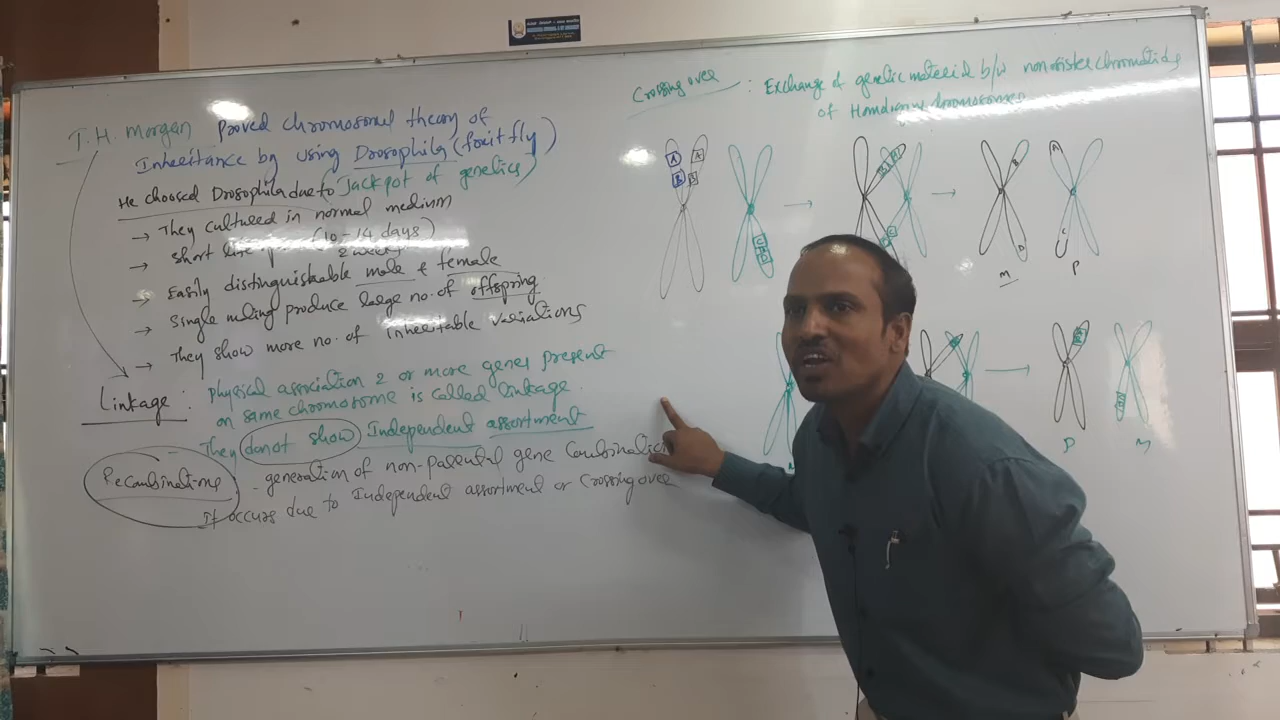 T.H. Morgan Proved chromosomal theory of
Inheritance by using Drosophila (fruit fly)
He choosed Drosophila due to Jackpot of genetics)
→ They cultured in normal medium
→ short life (10-14 days)
2 week
→ Easily distinguishable male & female
→ Single mating produce large no. of offspring
→ They show more no. of inheritable variations
Linkage : Physical association 2 or more genes present
on same chromosome is called linkage.
They donot show Independent assortment
Recombinations - generation of non-parental gene Combinations
It occurs due to Independent assortment or Crossing over
Crossing over : Exchange of genetic material b/w non sister chromatids
of Homologous chromosomes
A A
B B
C C
D D
B
D
A
C
M P
P M